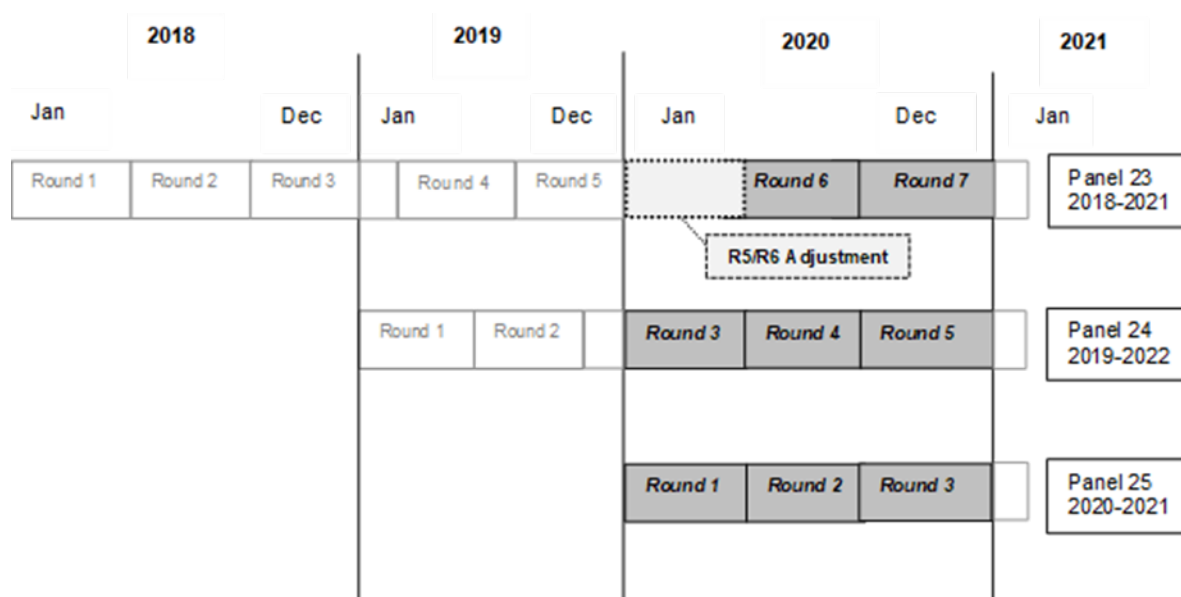 2018 2019 2020 2021
Jan Dec Jan Dec Jan Dec Jan
Round 1 Round 2 Round 3 Round 4 Round 5 Round 6 Round 7 Panel 23
2018-2021
R5/R6 Adjustment
Round 1 Round 2 Round 3 Round 4 Round 5 Panel 24
2019-2022
Round 1 Round 2 Round 3 Panel 25
2020-2021